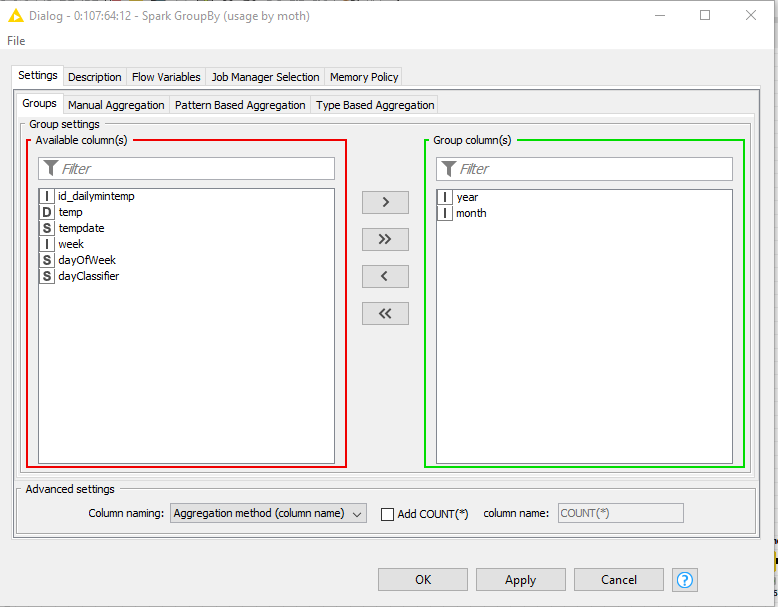 Dialog - 0:107:64:12 - Spark GroupBy (usage by moth)
File
Settings Description Flow Variables Job Manager Selection Memory Policy
Groups Manual Aggregation Pattern Based Aggregation Type Based Aggregation
Group settings
Available column(s) Group column(s)
Filter Filter
I id_dailymintemp I year
D temp I month
S tempdate
I week
S dayOfWeek
S dayClassifier
> 
>>
<
<<
Advanced settings
Column naming: Aggregation method (column name) Add COUNT(*) column name: COUNT(*)
OK Apply Cancel ?